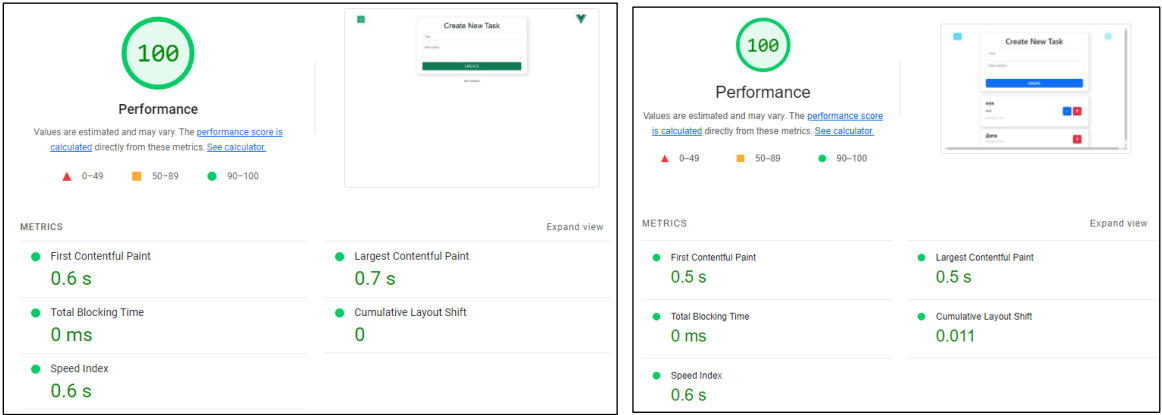 100
Performance
Values are estimated and may vary. The performance score is
calculated directly from these metrics. See calculator.
0–49
50–89
90–100
Create New Task
Title
Description
CREATE
METRICS
Expand view
First Contentful Paint
0.6 s
Largest Contentful Paint
0.7 s
Total Blocking Time
0 ms
Cumulative Layout Shift
0
Speed Index
0.6 s
100
Performance
Values are estimated and may vary. The performance score
is calculated directly from these metrics. See calculator.
0–49
50–89
90–100
Create New Task
Title
Description
CREATE
METRICS
Expand view
First Contentful Paint
0.5 s
Largest Contentful Paint
0.5 s
Total Blocking Time
0 ms
Cumulative Layout Shift
0.011
Speed Index
0.6 s